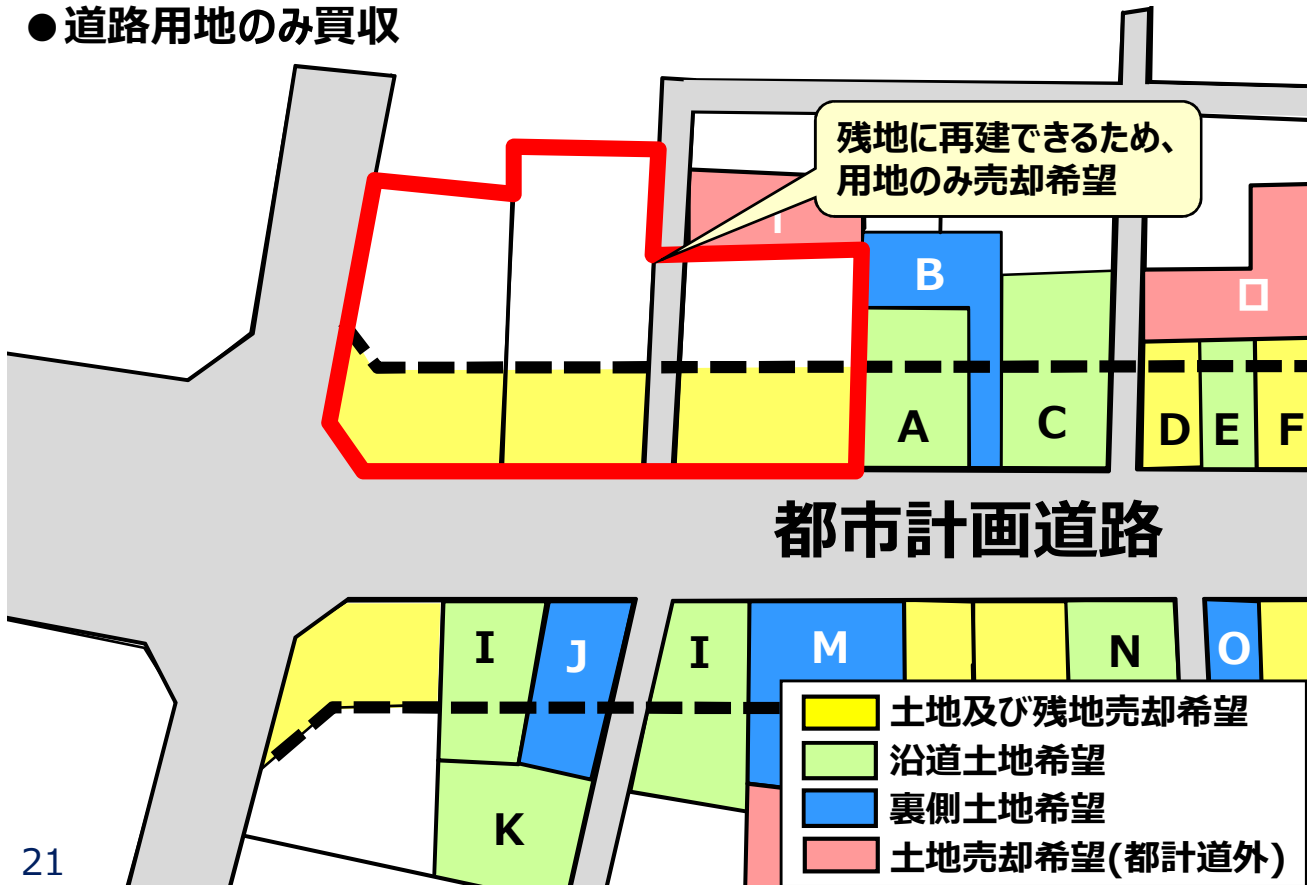 ●道路用地のみ買収
残地に再建できるため、
用地のみ売却希望
B
ロ
A
C
D
E
F
都市計画道路
I
J
I
M
N
O
K
土地及び残地売却希望
沿道土地希望
裏側土地希望
土地売却希望(都計道外)
21